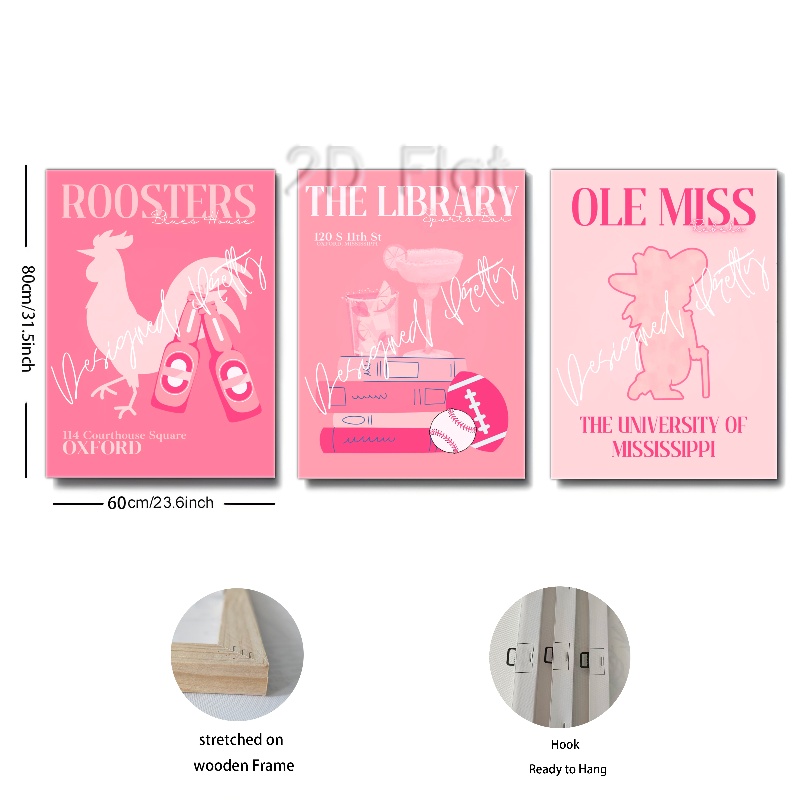 2D Flat
ROOSTERS
Blues House
THE LIBRARY
Sports Bar
120 S 11th St
OXFORD, MISSISSIPPI
OLE MISS
Designed Pretty
Designed Pretty
Designed Pretty
114 Courthouse Square
OXFORD
THE UNIVERSITY OF
MISSISSIPPI
80cm/31.5inch
60cm/23.6inch
stretched on
wooden Frame
Hook
Ready to Hang